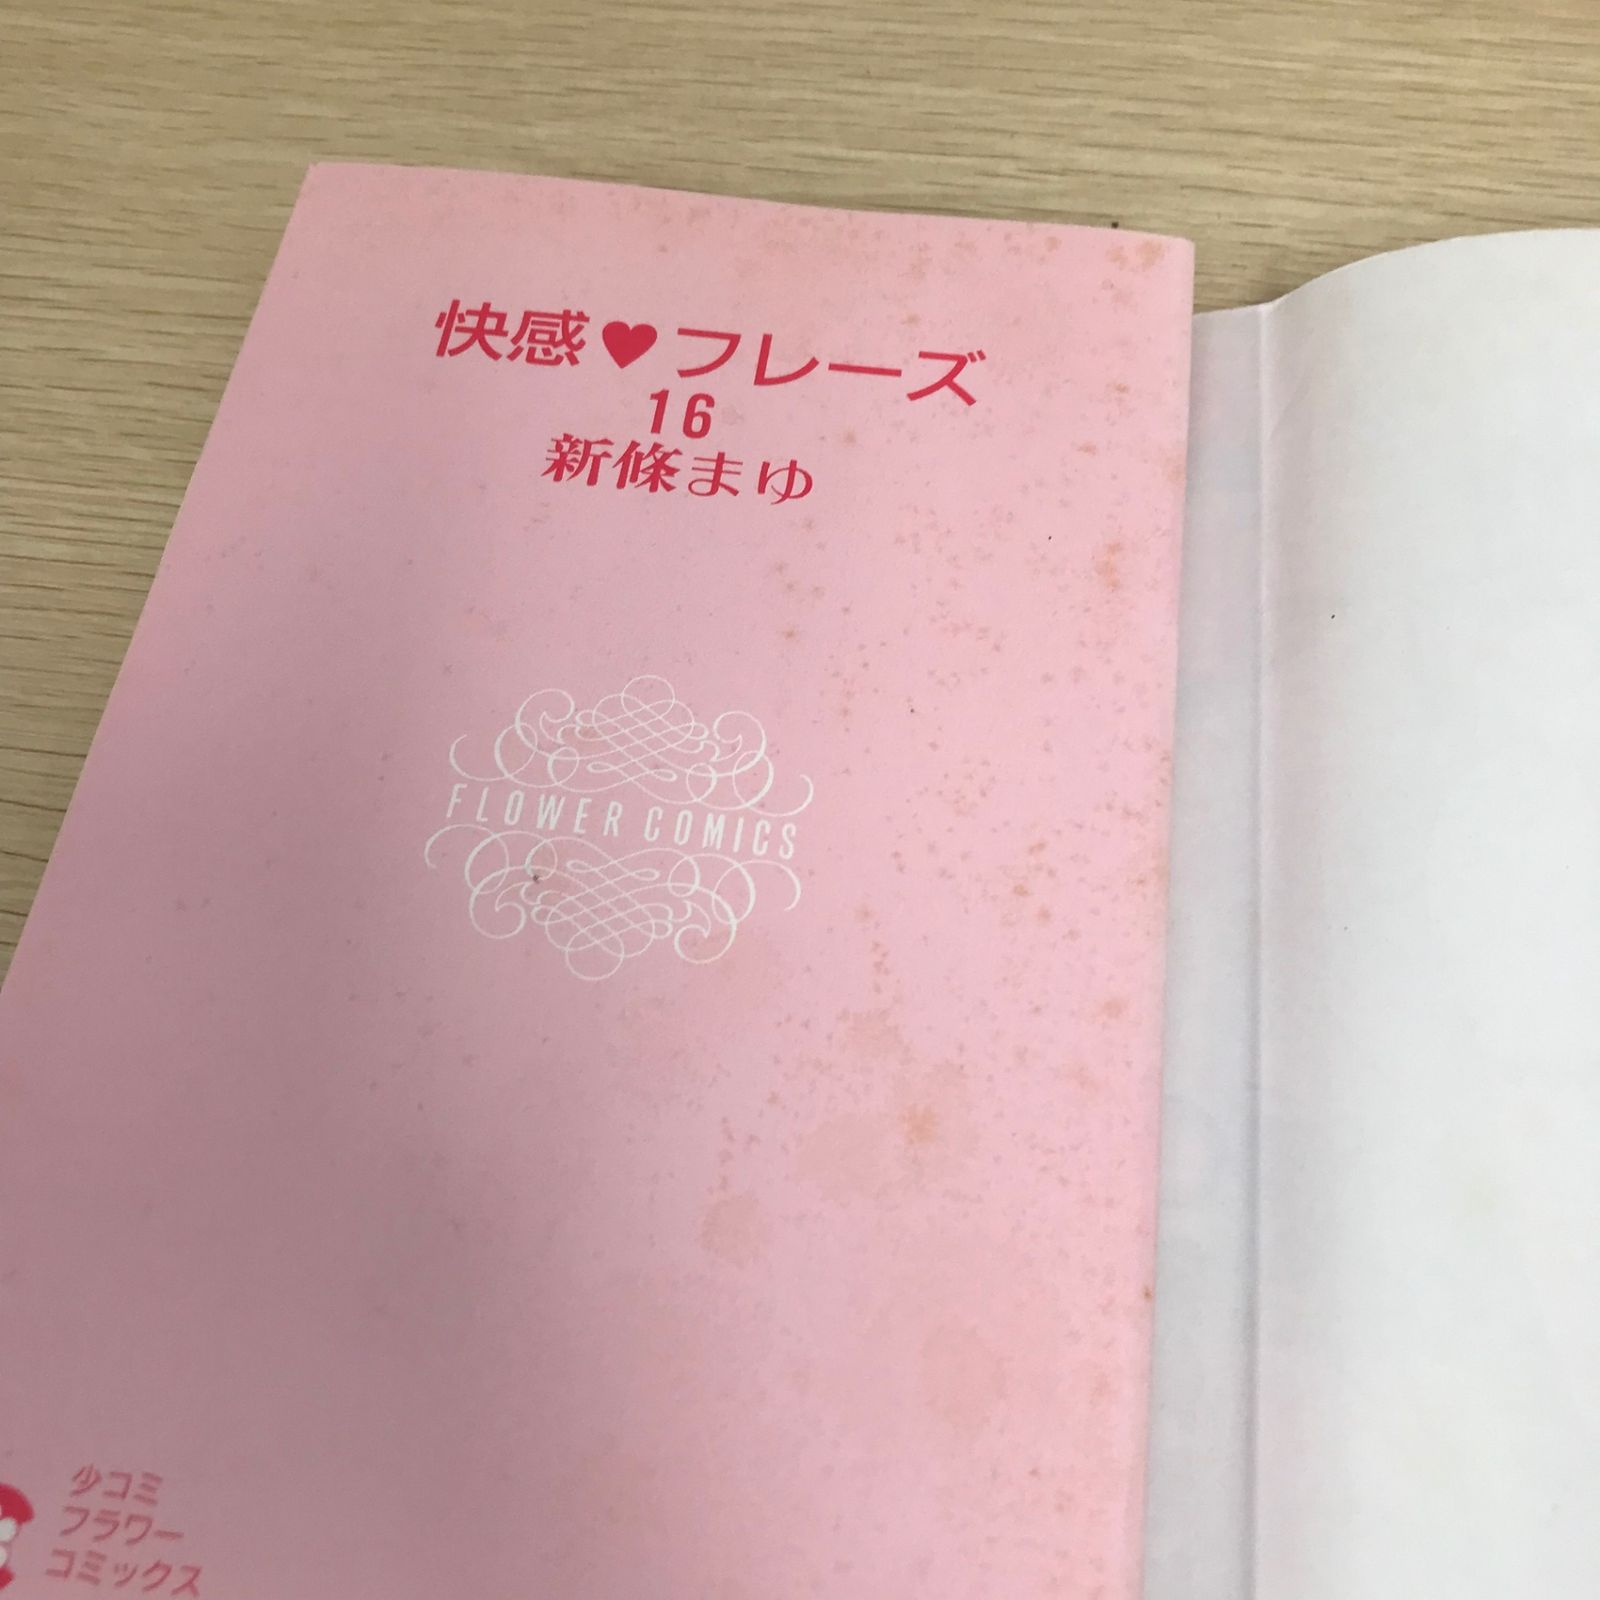 快感♥フレーズ
16
新條まゆ
FLOWER COMICS
少コミ
フラワー
コミックス